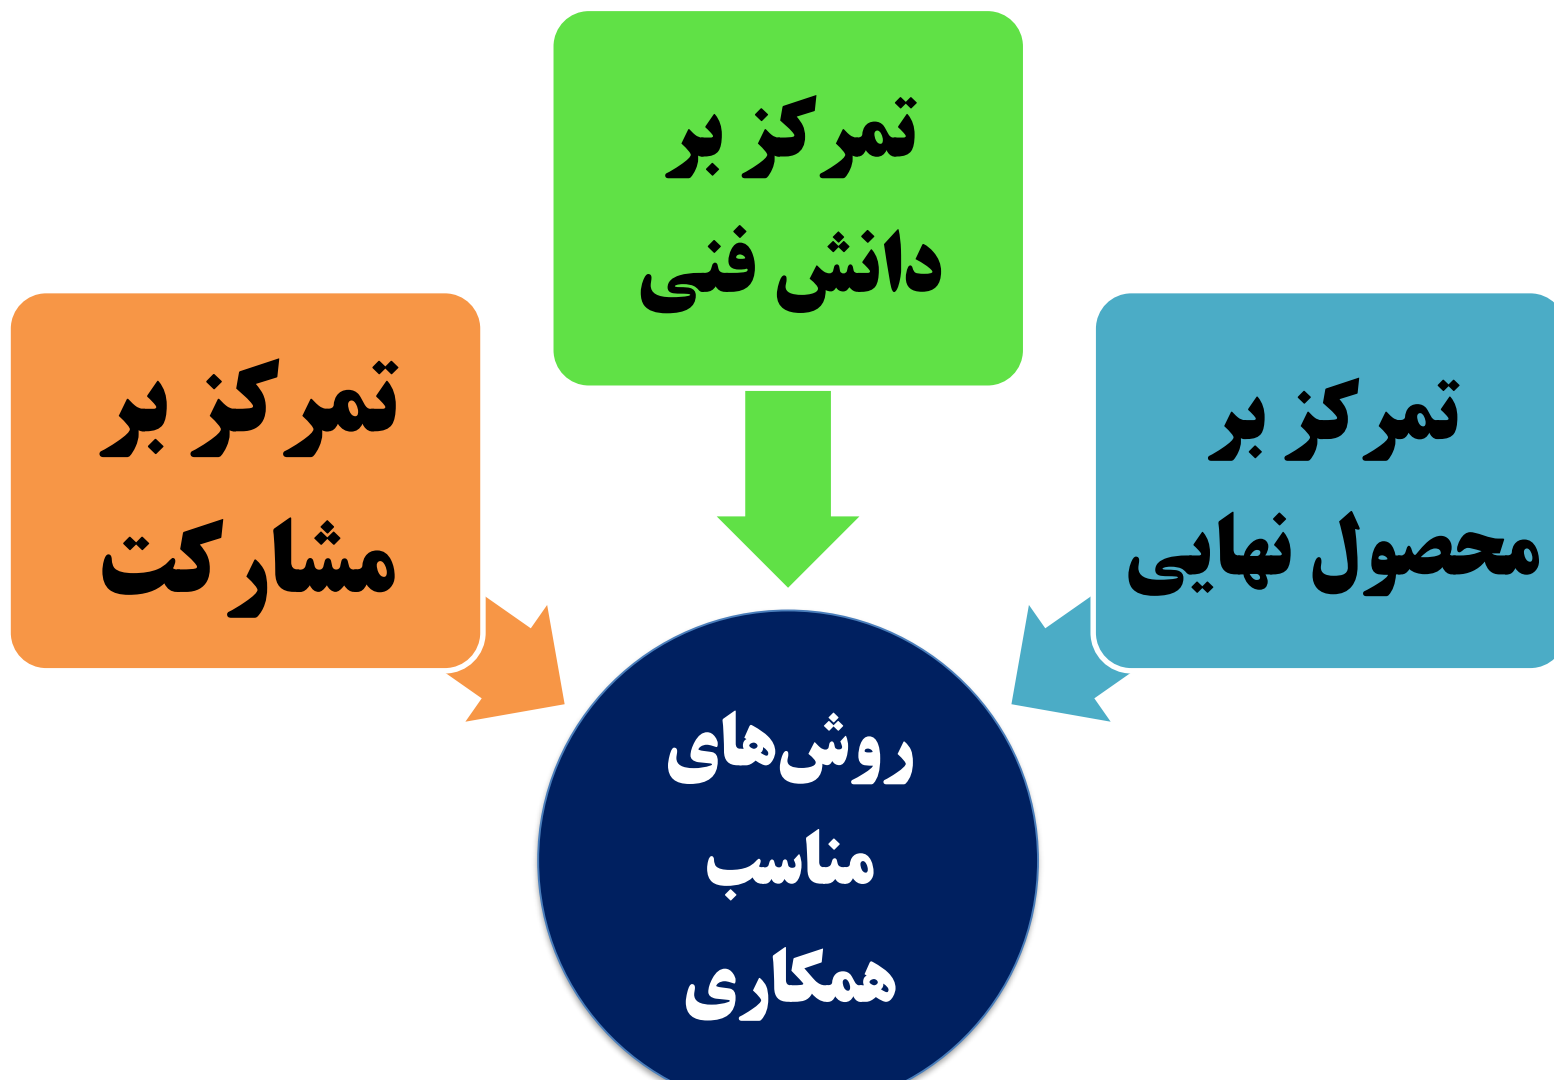 تمرکز بر
دانش فنی
تمرکز بر
محصول نهایی
تمرکز بر
مشارکت
روش‌های
مناسب
همکاری